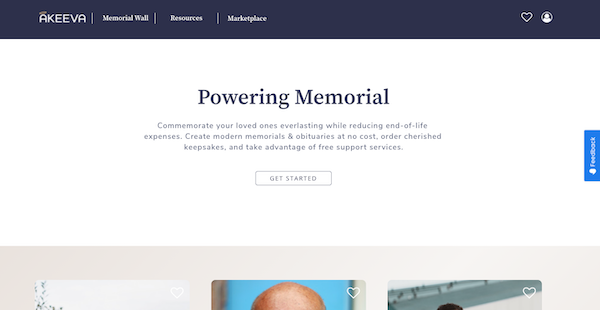 AKEEVA
Memorial Wall
Resources
Marketplace
Powering Memorial
Commemorate your loved ones everlasting while reducing end-of-life
expenses. Create modern memorials & obituaries at no cost, order cherished
keepsakes, and take advantage of free support services.
GET STARTED
Feedback